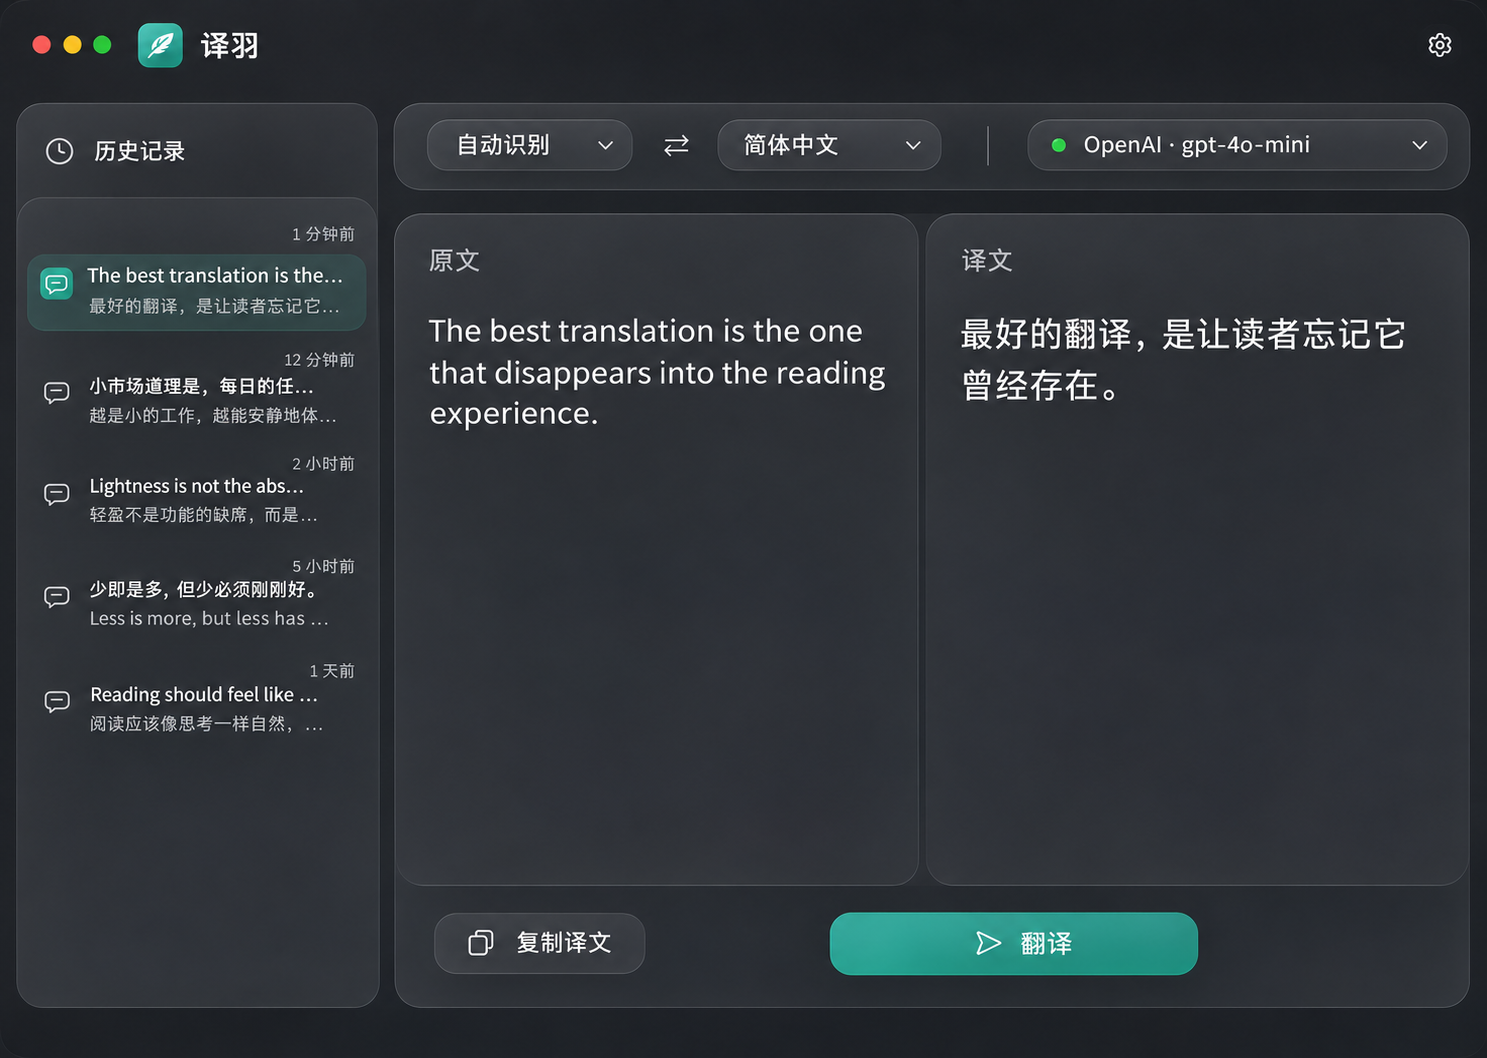 译羽
历史记录
1 分钟前
The best translation is the...
最好的翻译，是让读者忘记它...
12 分钟前
小市场道理是，每日的任...
越是小的工作，越能安静地体...
2 小时前
Lightness is not the abs...
轻盈不是功能的缺席，而是...
5 小时前
少即是多，但少必须刚刚好。
Less is more, but less has ...
1 天前
Reading should feel like ...
阅读应该像思考一样自然，...
自动识别
简体中文
OpenAI · gpt-4o-mini
原文
The best translation is the one
that disappears into the reading
experience.
译文
最好的翻译，是让读者忘记它
曾经存在。
复制译文
翻译